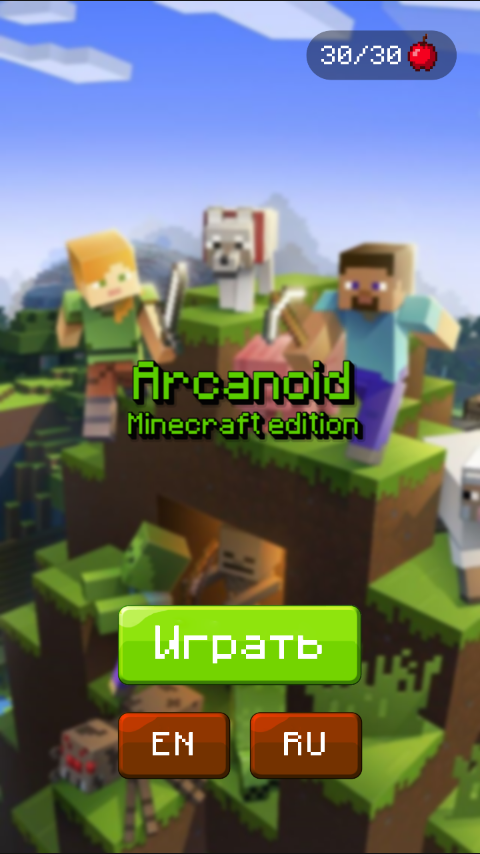 30/30
Arcanoid
Minecraft edition
Играть
EN
RU